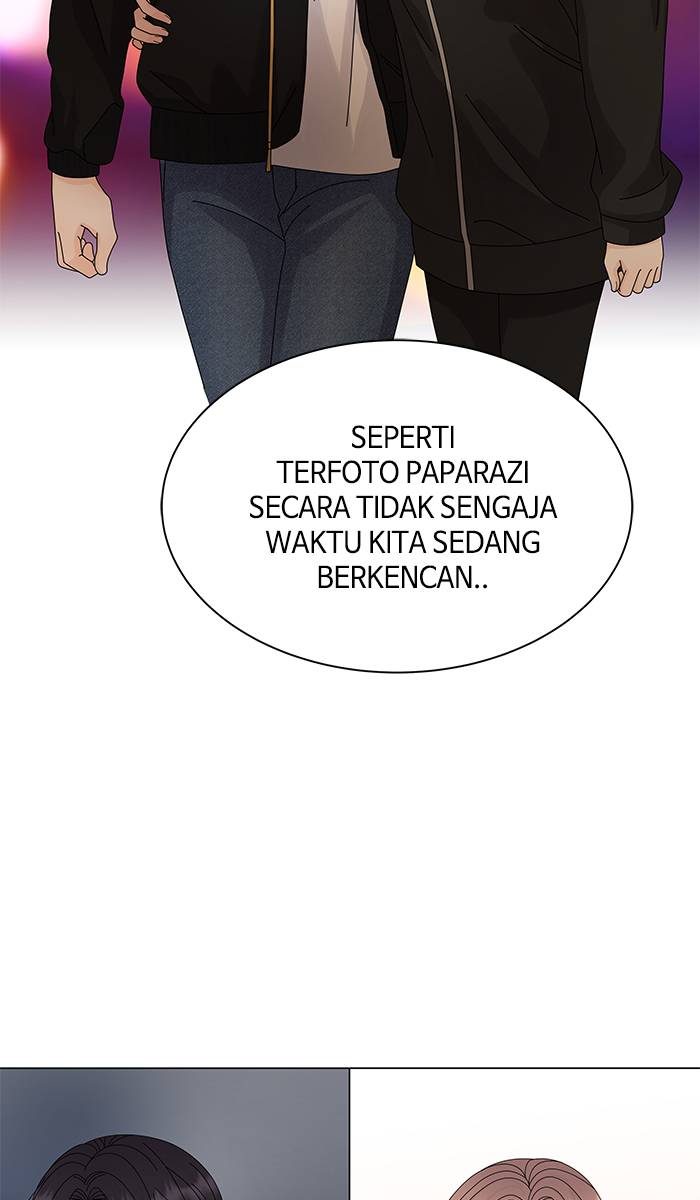 SEPERTI
TERFOTO PAPARAZI
SECARA TIDAK SENGAJA
WAKTU KITA SEDANG
BERKENCAN..